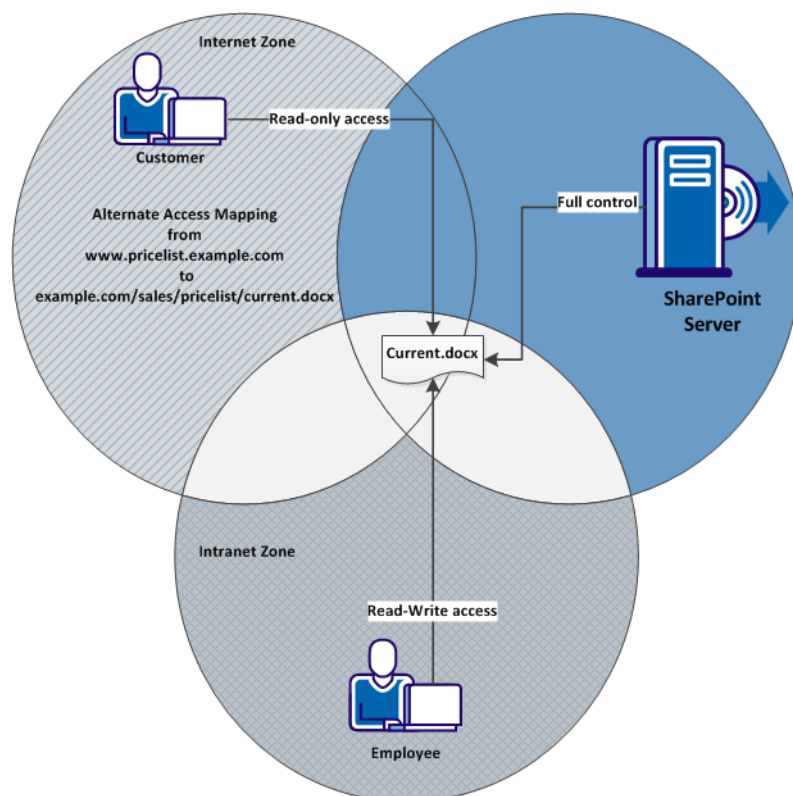 Internet Zone
Customer
Read-only access
Alternate Access Mapping
from
www.pricelist.example.com
to
example.com/sales/pricelist/current.docx
Full control
SharePoint
Server
Current.docx
Intranet Zone
Read-Write access
Employee